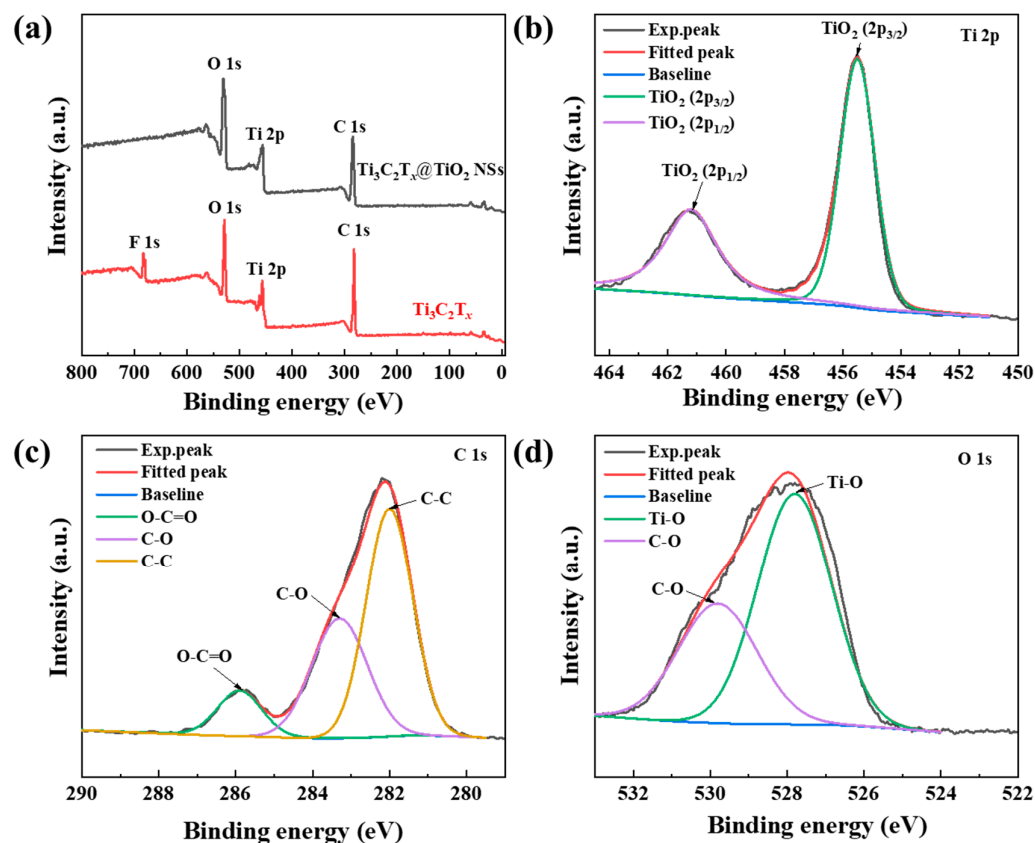 (a)
O 1s
Ti 2p
C 1s
Ti₃C₂Tₓ@TiO₂ NSs
F 1s
O 1s
Ti 2p
C 1s
Ti₃C₂Tₓ
Intensity (a.u.)
800 700 600 500 400 300 200 100 0
Binding energy (eV)
(b)
Exp.peak
Fitted peak
Baseline
TiO₂ (2p₃/₂)
TiO₂ (2p₁/₂)
TiO₂ (2p₃/₂)
Ti 2p
TiO₂ (2p₁/₂)
Intensity (a.u.)
464 462 460 458 456 454 452 450
Binding energy (eV)
(c)
Exp.peak
Fitted peak
Baseline
O-C=O
C-O
C-C
C 1s
C-C
C-O
O-C=O
Intensity (a.u.)
290 288 286 284 282 280
Binding energy (eV)
(d)
Exp.peak
Fitted peak
Baseline
Ti-O
C-O
O 1s
Ti-O
C-O
Intensity (a.u.)
532 530 528 526 524 522
Binding energy (eV)